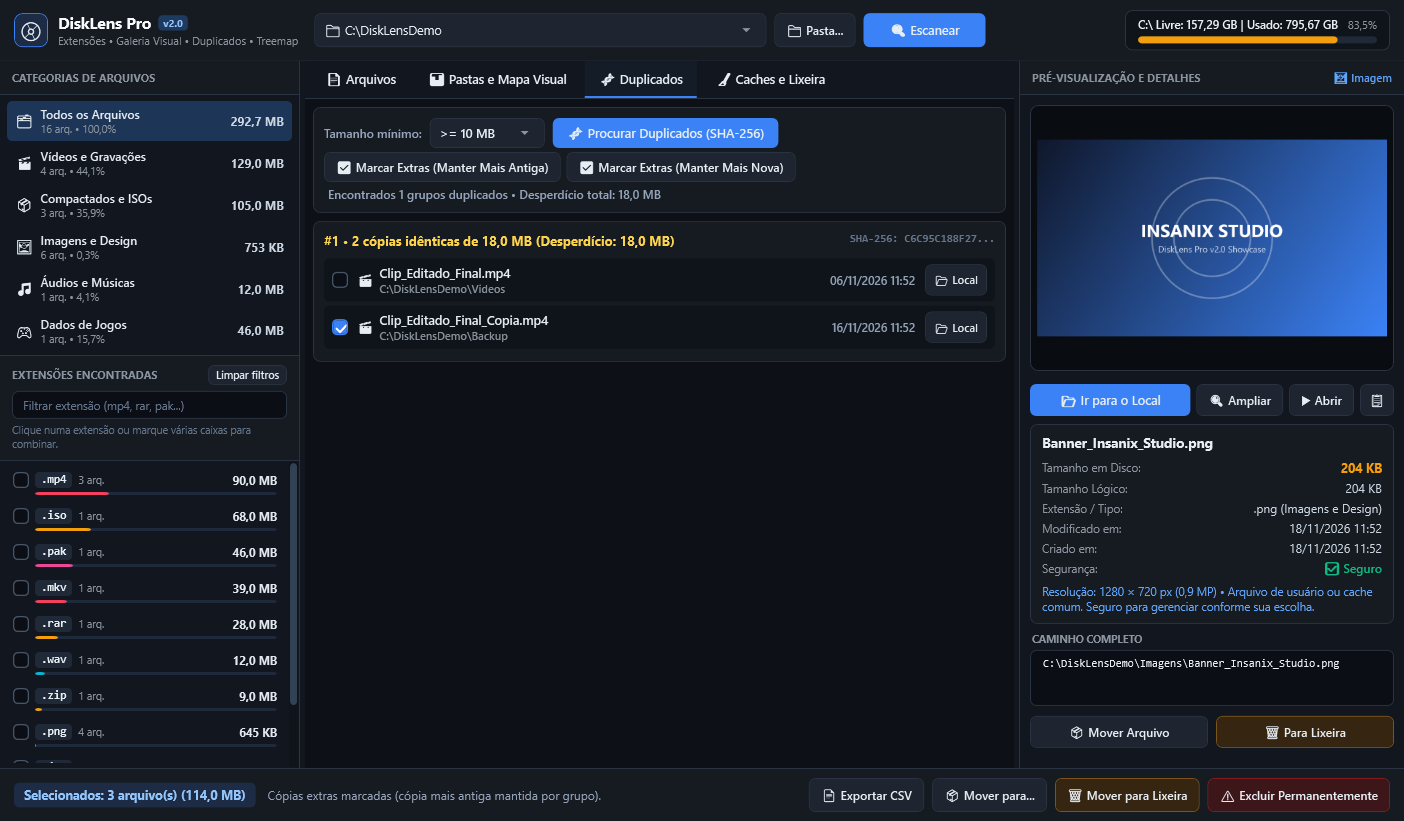 DiskLens Pro v2.0
Extensões • Galeria Visual • Duplicados • Treemap
C:\DiskLensDemo
Pasta...
Escanear
C:\ Livre: 157,29 GB | Usado: 795,67 GB 83,5%
CATEGORIAS DE ARQUIVOS
Todos os Arquivos 292,7 MB
16 arq. • 100,0%
Vídeos e Gravações 129,0 MB
4 arq. • 44,1%
Compactados e ISOs 105,0 MB
3 arq. • 35,9%
Imagens e Design 753 KB
6 arq. • 0,3%
Áudios e Músicas 12,0 MB
1 arq. • 4,1%
Dados de Jogos 46,0 MB
1 arq. • 15,7%
EXTENSÕES ENCONTRADAS Limpar filtros
Filtrar extensão (mp4, rar, pak...)
Clique numa extensão ou marque várias caixas para
combinar.
.mp4 3 arq. 90,0 MB
.iso 1 arq. 68,0 MB
.pak 1 arq. 46,0 MB
.mkv 1 arq. 39,0 MB
.rar 1 arq. 28,0 MB
.wav 1 arq. 12,0 MB
.zip 1 arq. 9,0 MB
.png 4 arq. 645 KB
Arquivos
Pastas e Mapa Visual
Duplicados
Caches e Lixeira
Tamanho mínimo: >= 10 MB Procurar Duplicados (SHA-256)
Marcar Extras (Manter Mais Antiga) Marcar Extras (Manter Mais Nova)
Encontrados 1 grupos duplicados • Desperdício total: 18,0 MB
#1 • 2 cópias idênticas de 18,0 MB (Desperdício: 18,0 MB) SHA-256: C6C95C188F27...
Clip_Editado_Final.mp4 06/11/2026 11:52 Local
C:\DiskLensDemo\Videos
Clip_Editado_Final_Copia.mp4 16/11/2026 11:52 Local
C:\DiskLensDemo\Backup
PRÉ-VISUALIZAÇÃO E DETALHES Imagem
INSANIX STUDIO
DiskLens Pro v2.0 Showcase
Ir para o Local Ampliar Abrir
Banner_Insanix_Studio.png
Tamanho em Disco: 204 KB
Tamanho Lógico: 204 KB
Extensão / Tipo: .png (Imagens e Design)
Modificado em: 18/11/2026 11:52
Criado em: 18/11/2026 11:52
Segurança: Seguro
Resolução: 1280 × 720 px (0,9 MP) • Arquivo de usuário ou cache
comum. Seguro para gerenciar conforme sua escolha.
CAMINHO COMPLETO
C:\DiskLensDemo\Imagens\Banner_Insanix_Studio.png
Mover Arquivo Para Lixeira
Selecionados: 3 arquivo(s) (114,0 MB) Cópias extras marcadas (cópia mais antiga mantida por grupo).
Exportar CSV Mover para... Mover para Lixeira Excluir Permanentemente